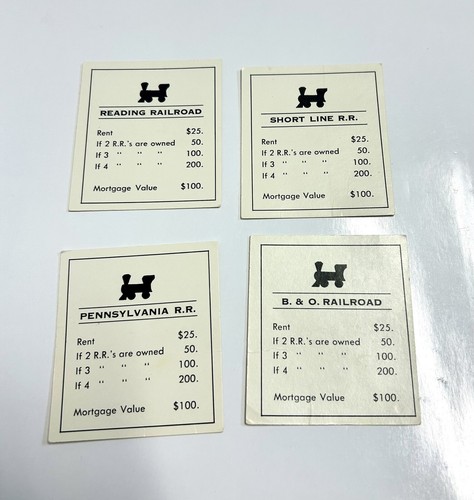 READING RAILROAD
Rent $25.
If 2 R.R.'s are owned 50.
If 3 " " " 100.
If 4 " " " 200.
Mortgage Value $100.
SHORT LINE R.R.
Rent $25.
If 2 R.R.'s are owned 50.
If 3 " " " 100.
If 4 " " " 200.
Mortgage Value $100.
PENNSYLVANIA R.R.
Rent $25.
If 2 R.R.'s are owned 50.
If 3 " " " 100.
If 4 " " " 200.
Mortgage Value $100.
B. & O. RAILROAD
Rent $25.
If 2 R.R.'s are owned 50.
If 3 " " " 100.
If 4 " " " 200.
Mortgage Value $100.